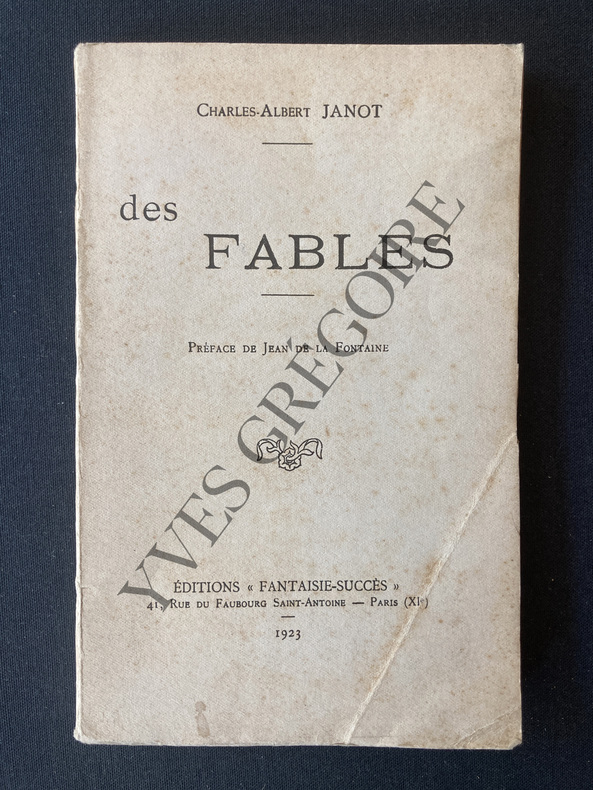 CHARLES-ALBERT JANOT
des
FABLES
PRÉFACE DE JEAN DE LA FONTAINE
YVES GRÉGOIRE
ÉDITIONS « FANTAISIE-SUCCÈS »
41, RUE DU FAUBOURG SAINT-ANTOINE — PARIS (XIe)
1923